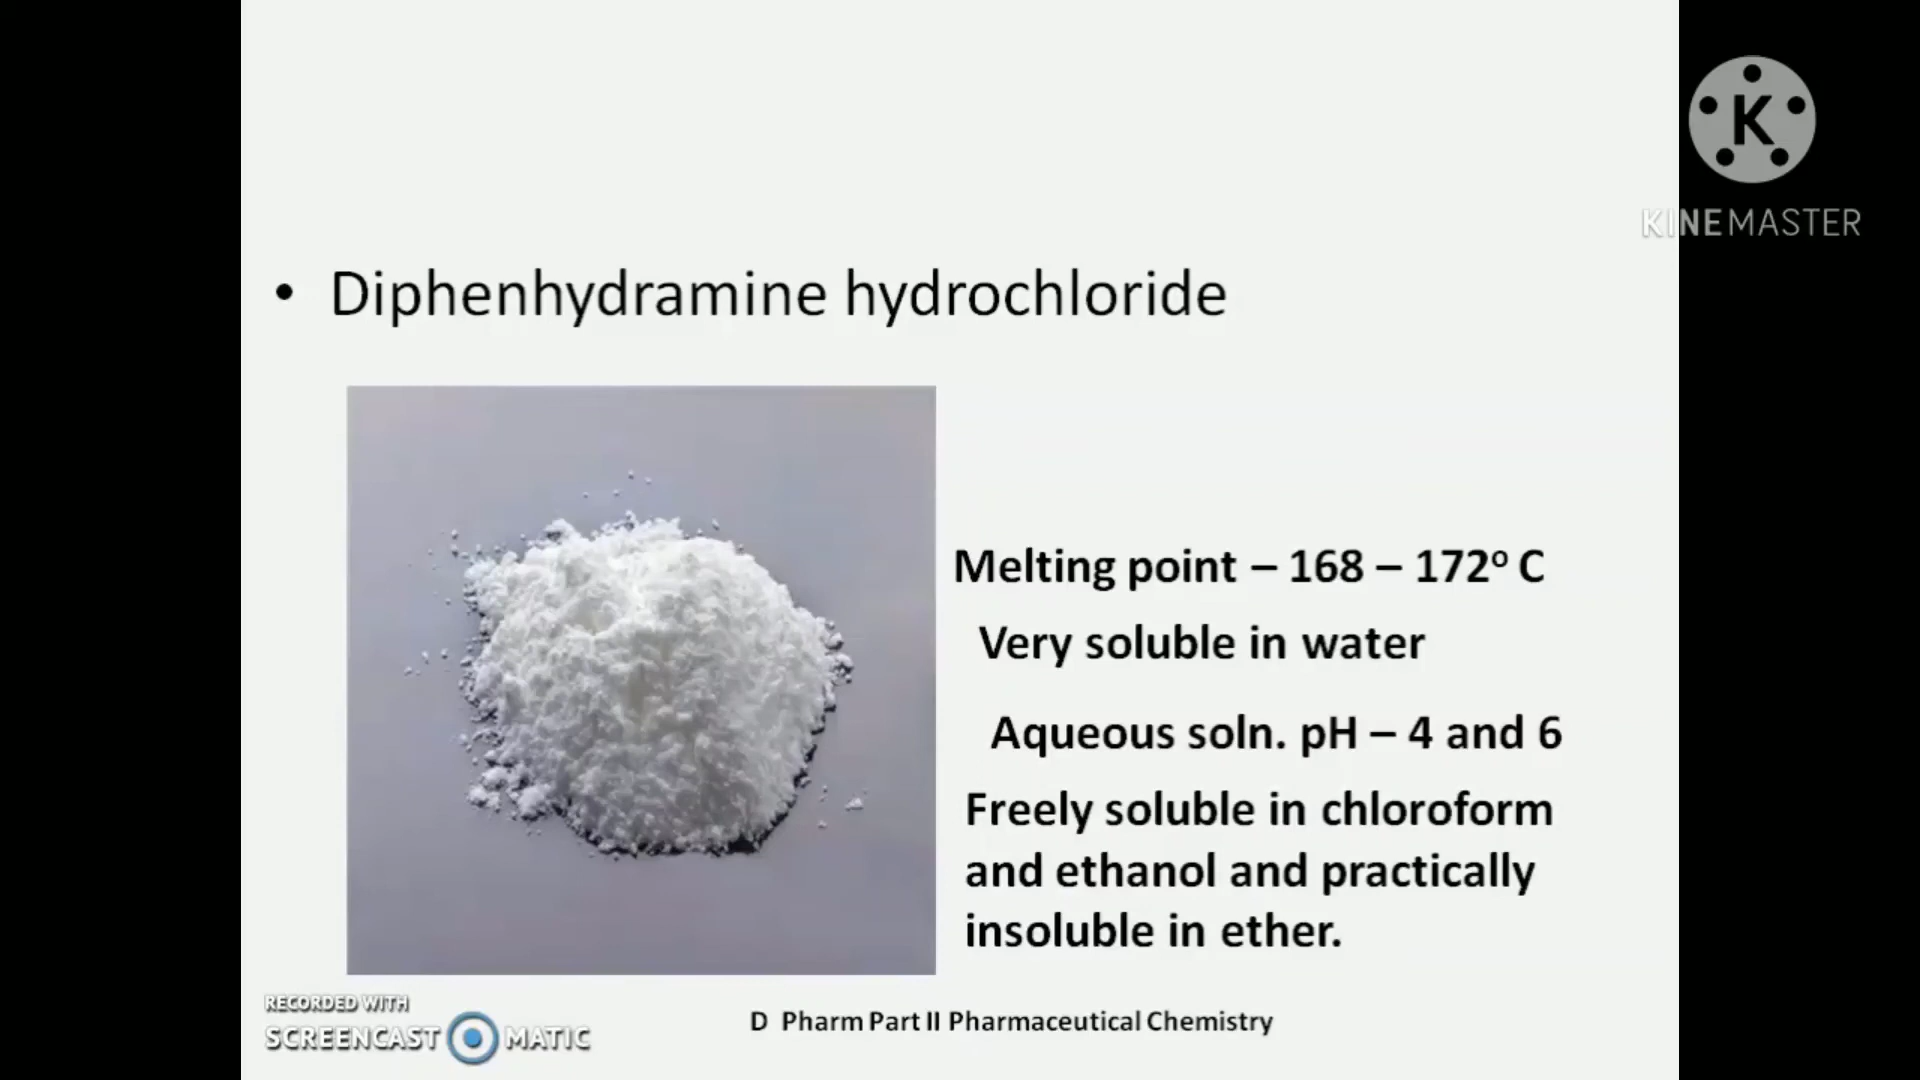 K
KINEMASTER
• Diphenhydramine hydrochloride
Melting point – 168 – 172º C
Very soluble in water
Aqueous soln. pH – 4 and 6
Freely soluble in chloroform
and ethanol and practically
insoluble in ether.
RECORDED WITH
SCREENCAST MATIC
D Pharm Part II Pharmaceutical Chemistry